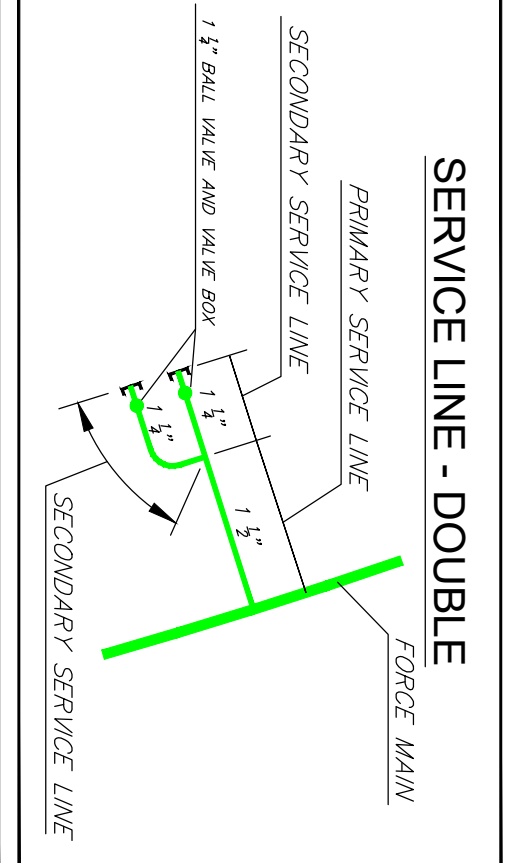 SERVICE LINE - DOUBLE
FORCE MAIN
PRIMARY SERVICE LINE
SECONDARY SERVICE LINE
1 ¼" BALL VALVE AND VALVE BOX
1 ½"
1 ¼"
1 ¼"
SECONDARY SERVICE LINE